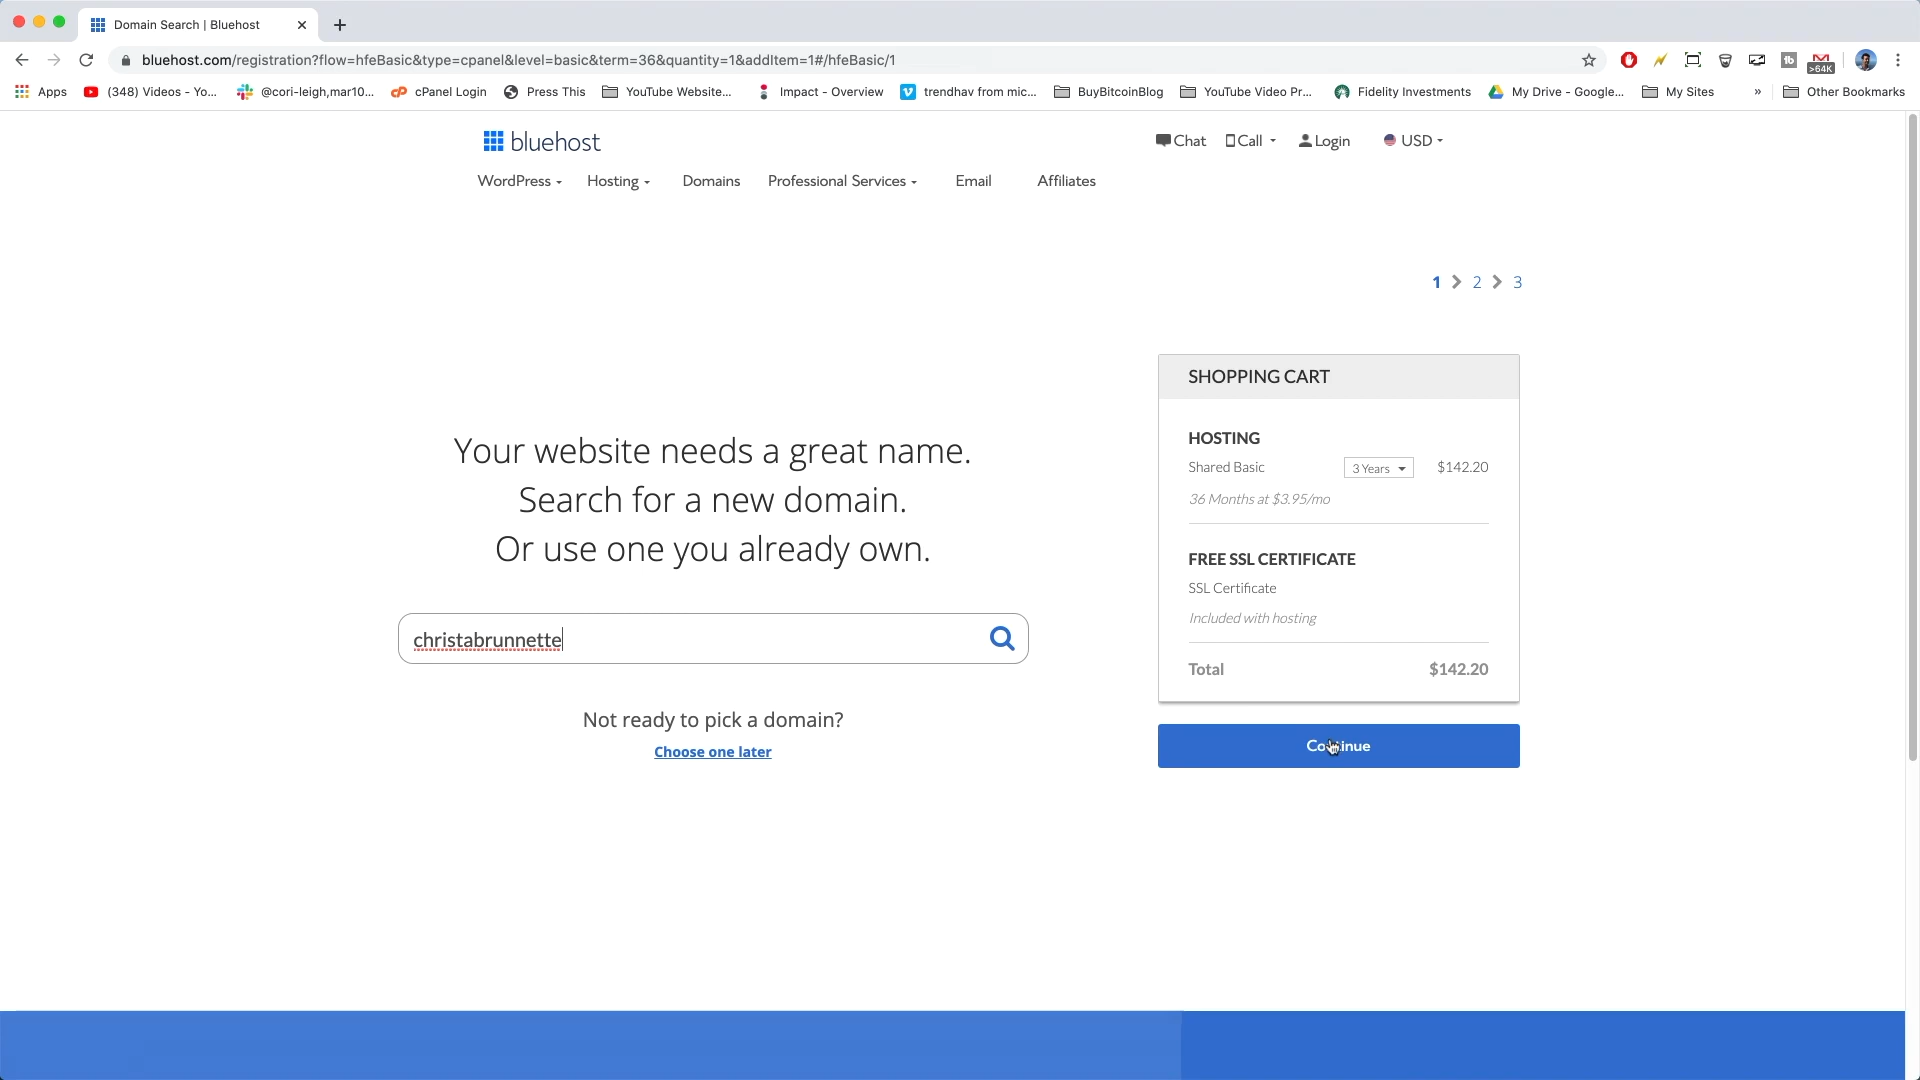 Domain Search | Bluehost
bluehost.com/registration?flow=hfeBasic&type=cpanel&level=basic&term=36&quantity=1&addItem=1#/hfeBasic/1
tb
>64K
Apps
(348) Videos - Yo...
@cori-leigh,mar10...
cPanel Login
Press This
YouTube Website...
Impact - Overview
trendhav from mic...
BuyBitcoinBlog
YouTube Video Pr...
Fidelity Investments
My Drive - Google...
My Sites
»
Other Bookmarks
bluehost
Chat
Call
Login
USD
WordPress
Hosting
Domains
Professional Services
Email
Affiliates
1 > 2 > 3
Your website needs a great name.
Search for a new domain.
Or use one you already own.
christabrunnette
Not ready to pick a domain?
Choose one later
SHOPPING CART
HOSTING
Shared Basic 3 Years $142.20
36 Months at $3.95/mo
FREE SSL CERTIFICATE
SSL Certificate
Included with hosting
Total $142.20
Continue